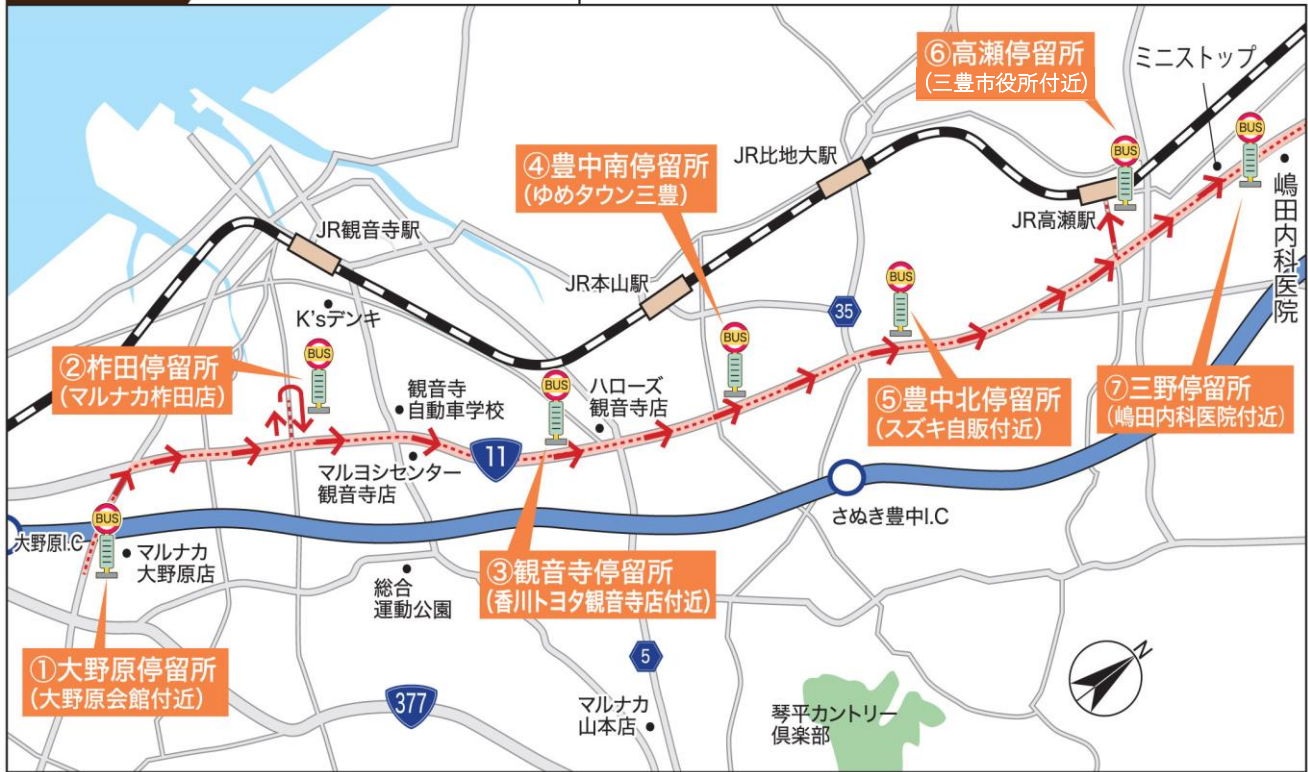 ⑥高瀬停留所
(三豊市役所付近)
ミニストップ
BUS
BUS
JR比地大駅
④豊中南停留所
(ゆめタウン三豊)
嶋田内科医院
JR高瀬駅
JR観音寺駅
JR本山駅
BUS
35
K'sデンキ
BUS
BUS
②柞田停留所
(マルナカ柞田店)
観音寺
自動車学校
BUS
ハローズ
観音寺店
⑤豊中北停留所
(スズキ自販付近)
⑦三野停留所
(嶋田内科医院付近)
11
マルヨシセンター
観音寺店
さぬき豊中I.C
BUS
大野原I.C
マルナカ
大野原店
総合
運動公園
③観音寺停留所
(香川トヨタ観音寺店付近)
①大野原停留所
(大野原会館付近)
5
N
377
マルナカ
山本店
琴平カントリー
倶楽部